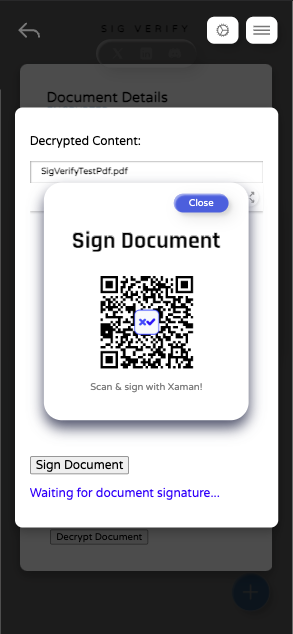 SIG VERIFY
Document Details
Decrypted Content:
SigVerifyTestPdf.pdf
Close
Sign Document
Scan & sign with Xaman!
Sign Document
Waiting for document signature...
Decrypt Document